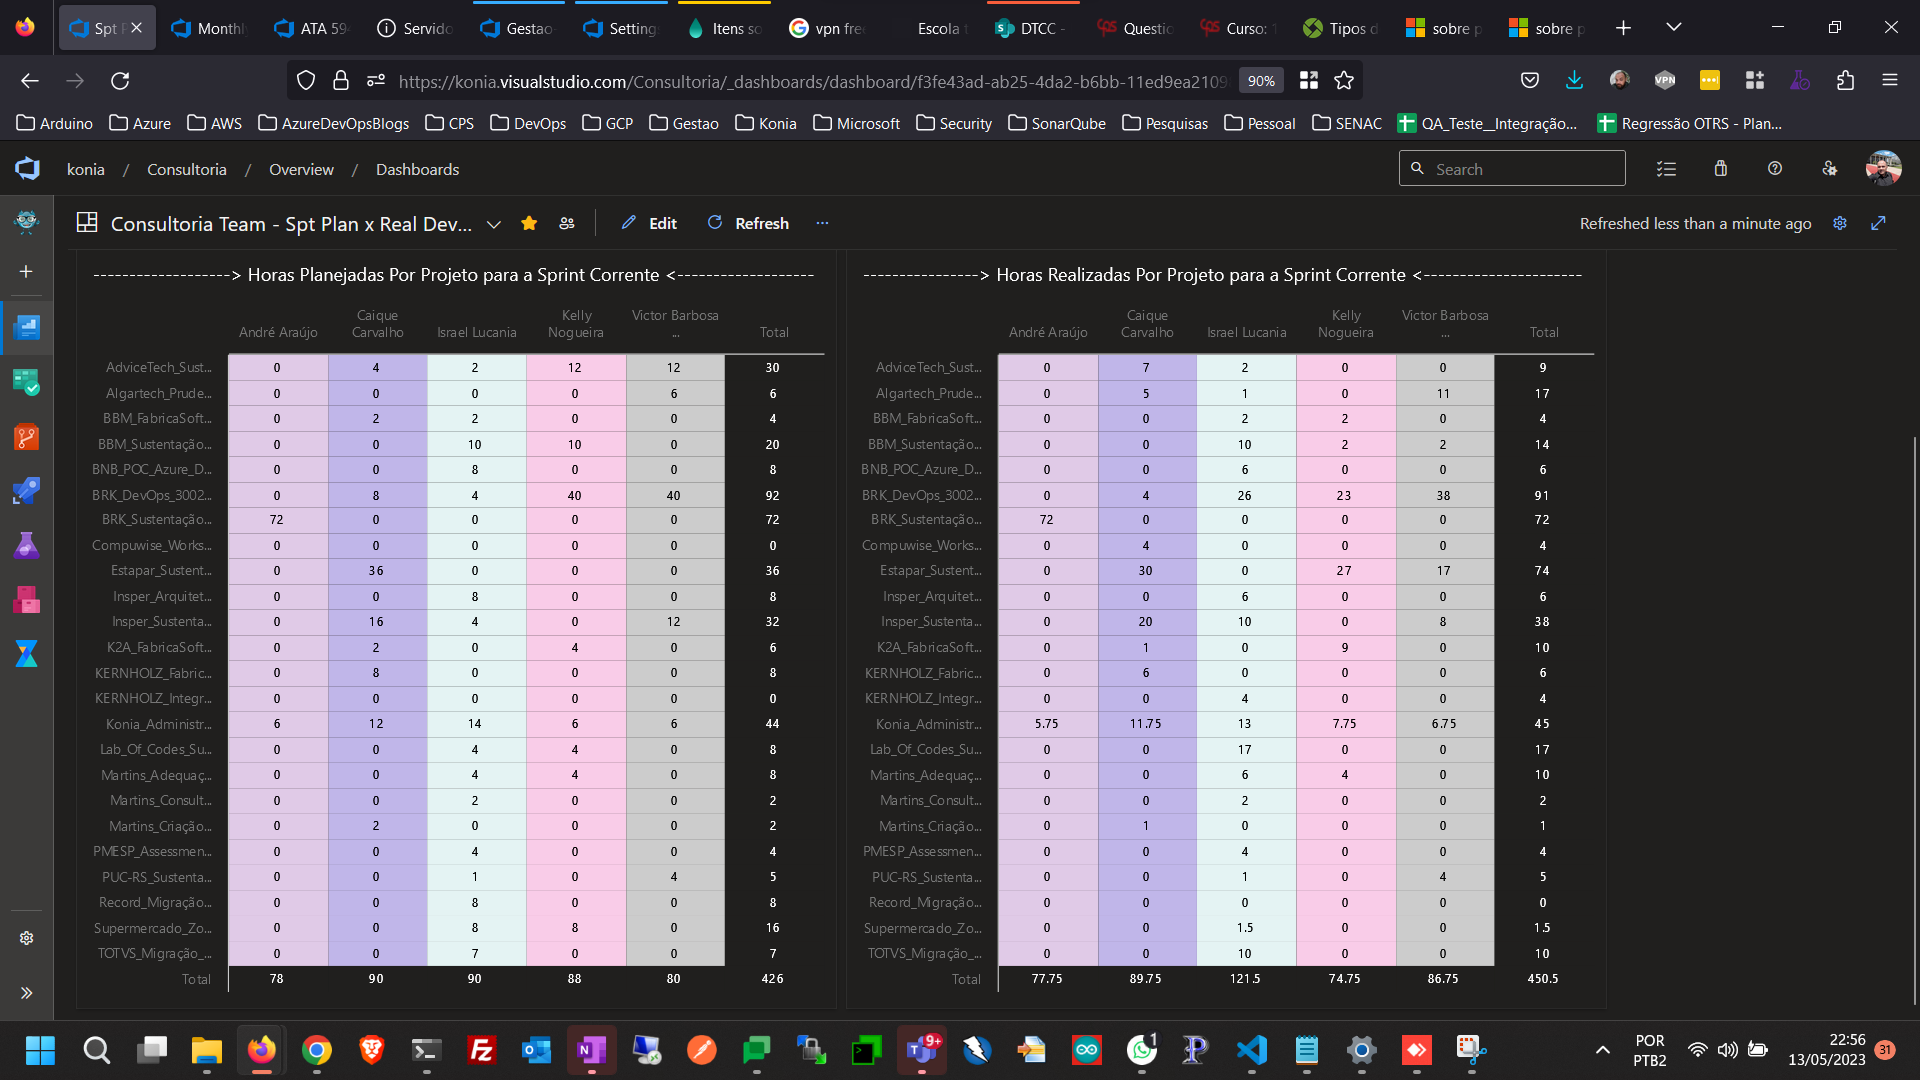 Spt P
Monthly
ATA 594
Servido
Gestao-
Setting
Itens so
vpn free
Escola t
DTCC -
Questio
Curso: 1
Tipos d
sobre p
sobre p
https://konia.visualstudio.com/Consultoria/_dashboards/dashboard/f3fe43ad-ab25-4da2-b6bb-11ed9ea2109 90%
VPN
Arduino Azure AWS AzureDevOpsBlogs CPS DevOps GCP Gestao Konia Microsoft Security SonarQube Pesquisas Pessoal SENAC QA_Teste__Integração... Regressão OTRS - Plan...
konia / Consultoria / Overview / Dashboards Search
Consultoria Team - Spt Plan x Real Dev... Edit Refresh ... Refreshed less than a minute ago
-------------------> Horas Planejadas Por Projeto para a Sprint Corrente <-------------------
André Araújo Caique Carvalho Israel Lucania Kelly Nogueira Victor Barbosa ... Total
AdviceTech_Sust... 0 4 2 12 12 30
Algartech_Prude... 0 0 0 0 6 6
BBM_FabricaSoft... 0 2 2 0 0 4
BBM_Sustentação... 0 0 10 10 0 20
BNB_POC_Azure_D... 0 0 8 0 0 8
BRK_DevOps_3002... 0 8 4 40 40 92
BRK_Sustentação... 72 0 0 0 0 72
Compuwise_Works... 0 0 0 0 0 0
Estapar_Sustent... 0 36 0 0 0 36
Insper_Arquitet... 0 0 8 0 0 8
Insper_Sustenta... 0 16 4 0 12 32
K2A_FabricaSoft... 0 2 0 4 0 6
KERNHOLZ_Fabric... 0 8 0 0 0 8
KERNHOLZ_Integr... 0 0 0 0 0 0
Konia_Administr... 6 12 14 6 6 44
Lab_Of_Codes_Su... 0 0 4 4 0 8
Martins_Adequaç... 0 0 4 4 0 8
Martins_Consult... 0 0 2 0 0 2
Martins_Criação... 0 2 0 0 0 2
PMESP_Assessmen... 0 0 4 0 0 4
PUC-RS_Sustenta... 0 0 1 0 4 5
Record_Migração... 0 0 8 0 0 8
Supermercado_Zo... 0 0 8 8 0 16
TOTVS_Migração_... 0 0 7 0 0 7
Total 78 90 90 88 80 426
----------------> Horas Realizadas Por Projeto para a Sprint Corrente <----------------------
André Araújo Caique Carvalho Israel Lucania Kelly Nogueira Victor Barbosa ... Total
AdviceTech_Sust... 0 7 2 0 0 9
Algartech_Prude... 0 5 1 0 11 17
BBM_FabricaSoft... 0 0 2 2 0 4
BBM_Sustentação... 0 0 10 2 2 14
BNB_POC_Azure_D... 0 0 6 0 0 6
BRK_DevOps_3002... 0 4 26 23 38 91
BRK_Sustentação... 72 0 0 0 0 72
Compuwise_Works... 0 4 0 0 0 4
Estapar_Sustent... 0 30 0 27 17 74
Insper_Arquitet... 0 0 6 0 0 6
Insper_Sustenta... 0 20 10 0 8 38
K2A_FabricaSoft... 0 1 0 9 0 10
KERNHOLZ_Fabric... 0 6 0 0 0 6
KERNHOLZ_Integr... 0 0 4 0 0 4
Konia_Administr... 5.75 11.75 13 7.75 6.75 45
Lab_Of_Codes_Su... 0 0 17 0 0 17
Martins_Adequaç... 0 0 6 4 0 10
Martins_Consult... 0 0 2 0 0 2
Martins_Criação... 0 1 0 0 0 1
PMESP_Assessmen... 0 0 4 0 0 4
PUC-RS_Sustenta... 0 0 1 0 4 5
Record_Migração... 0 0 0 0 0 0
Supermercado_Zo... 0 0 1.5 0 0 1.5
TOTVS_Migração_... 0 0 10 0 0 10
Total 77.75 89.75 121.5 74.75 86.75 450.5
9+
1
POR
PTB2
22:56
13/05/2023
31